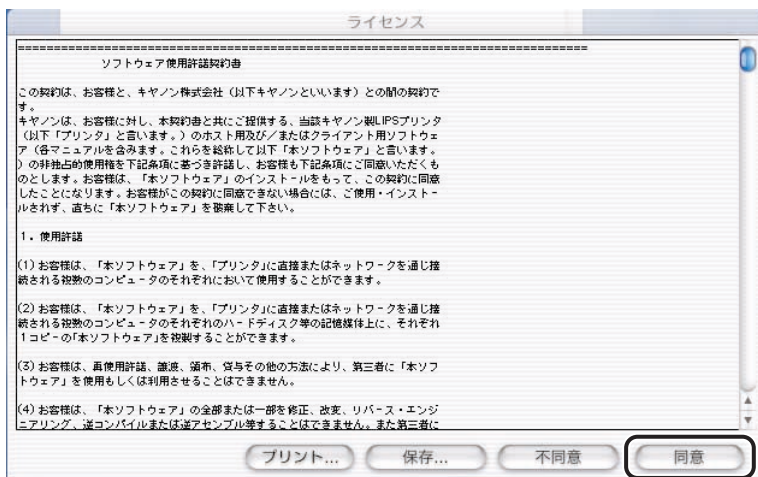 ライセンス
================================================================================
ソフトウェア使用許諾契約書
この契約は、お客様と、キヤノン株式会社（以下キヤノンといいます）との間の契約で
す。
キヤノンは、お客様に対し、本契約書と共にご提供する、当該キヤノン製LIPSプリンタ
（以下「プリンタ」と言います。）のホスト用及び／またはクライアント用ソフトウェ
ア（各マニュアルを含みます。これらを総称して以下「本ソフトウェア」と言います。
）の非独占的使用権を下記条項に基づき許諾し、お客様も下記条項にご同意いただくも
のとします。お客様は、「本ソフトウェア」のインストールをもって、この契約に同意
したことになります。お客様がこの契約に同意できない場合には、ご使用・インストー
ルされず、直ちに「本ソフトウェア」を破棄して下さい。
1．使用許諾
(1) お客様は、「本ソフトウェア」を、「プリンタ」に直接またはネットワークを通じ接
続される複数のコンピュータのそれぞれにおいて使用することができます。
(2) お客様は、「本ソフトウェア」を、「プリンタ」に直接またはネットワークを通じ接
続される複数のコンピュータのそれぞれのハードディスク等の記憶媒体上に、それぞれ
1コピーの「本ソフトウェア」を複製することができます。
(3) お客様は、再使用許諾、譲渡、頒布、貸与その他の方法により、第三者に「本ソフ
トウェア」を使用もしくは利用させることはできません。
(4) お客様は、「本ソフトウェア」の全部または一部を修正、改変、リバース・エンジ
ニアリング、逆コンパイルまたは逆アセンブル等することはできません。また第三者に
プリント... 保存... 不同意 同意